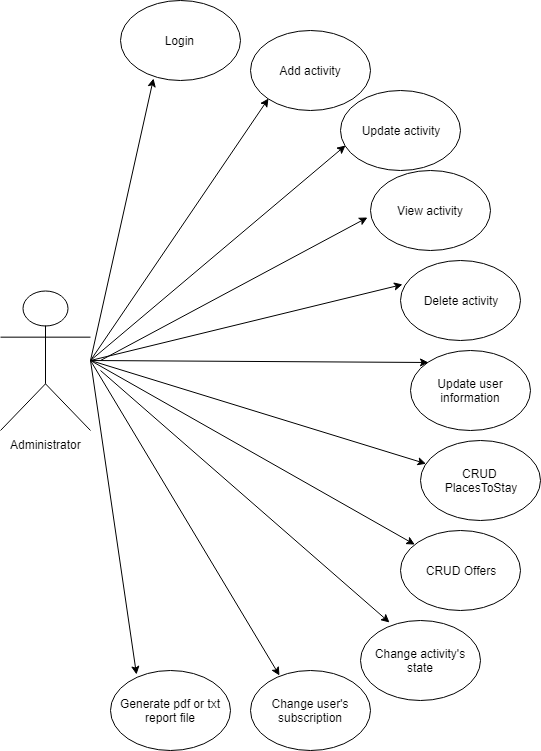 Login
Add activity
Update activity
View activity
Delete activity
Update user
information
Administrator
CRUD
PlacesToStay
CRUD Offers
Change activity's
state
Generate pdf or txt
report file
Change user's
subscription